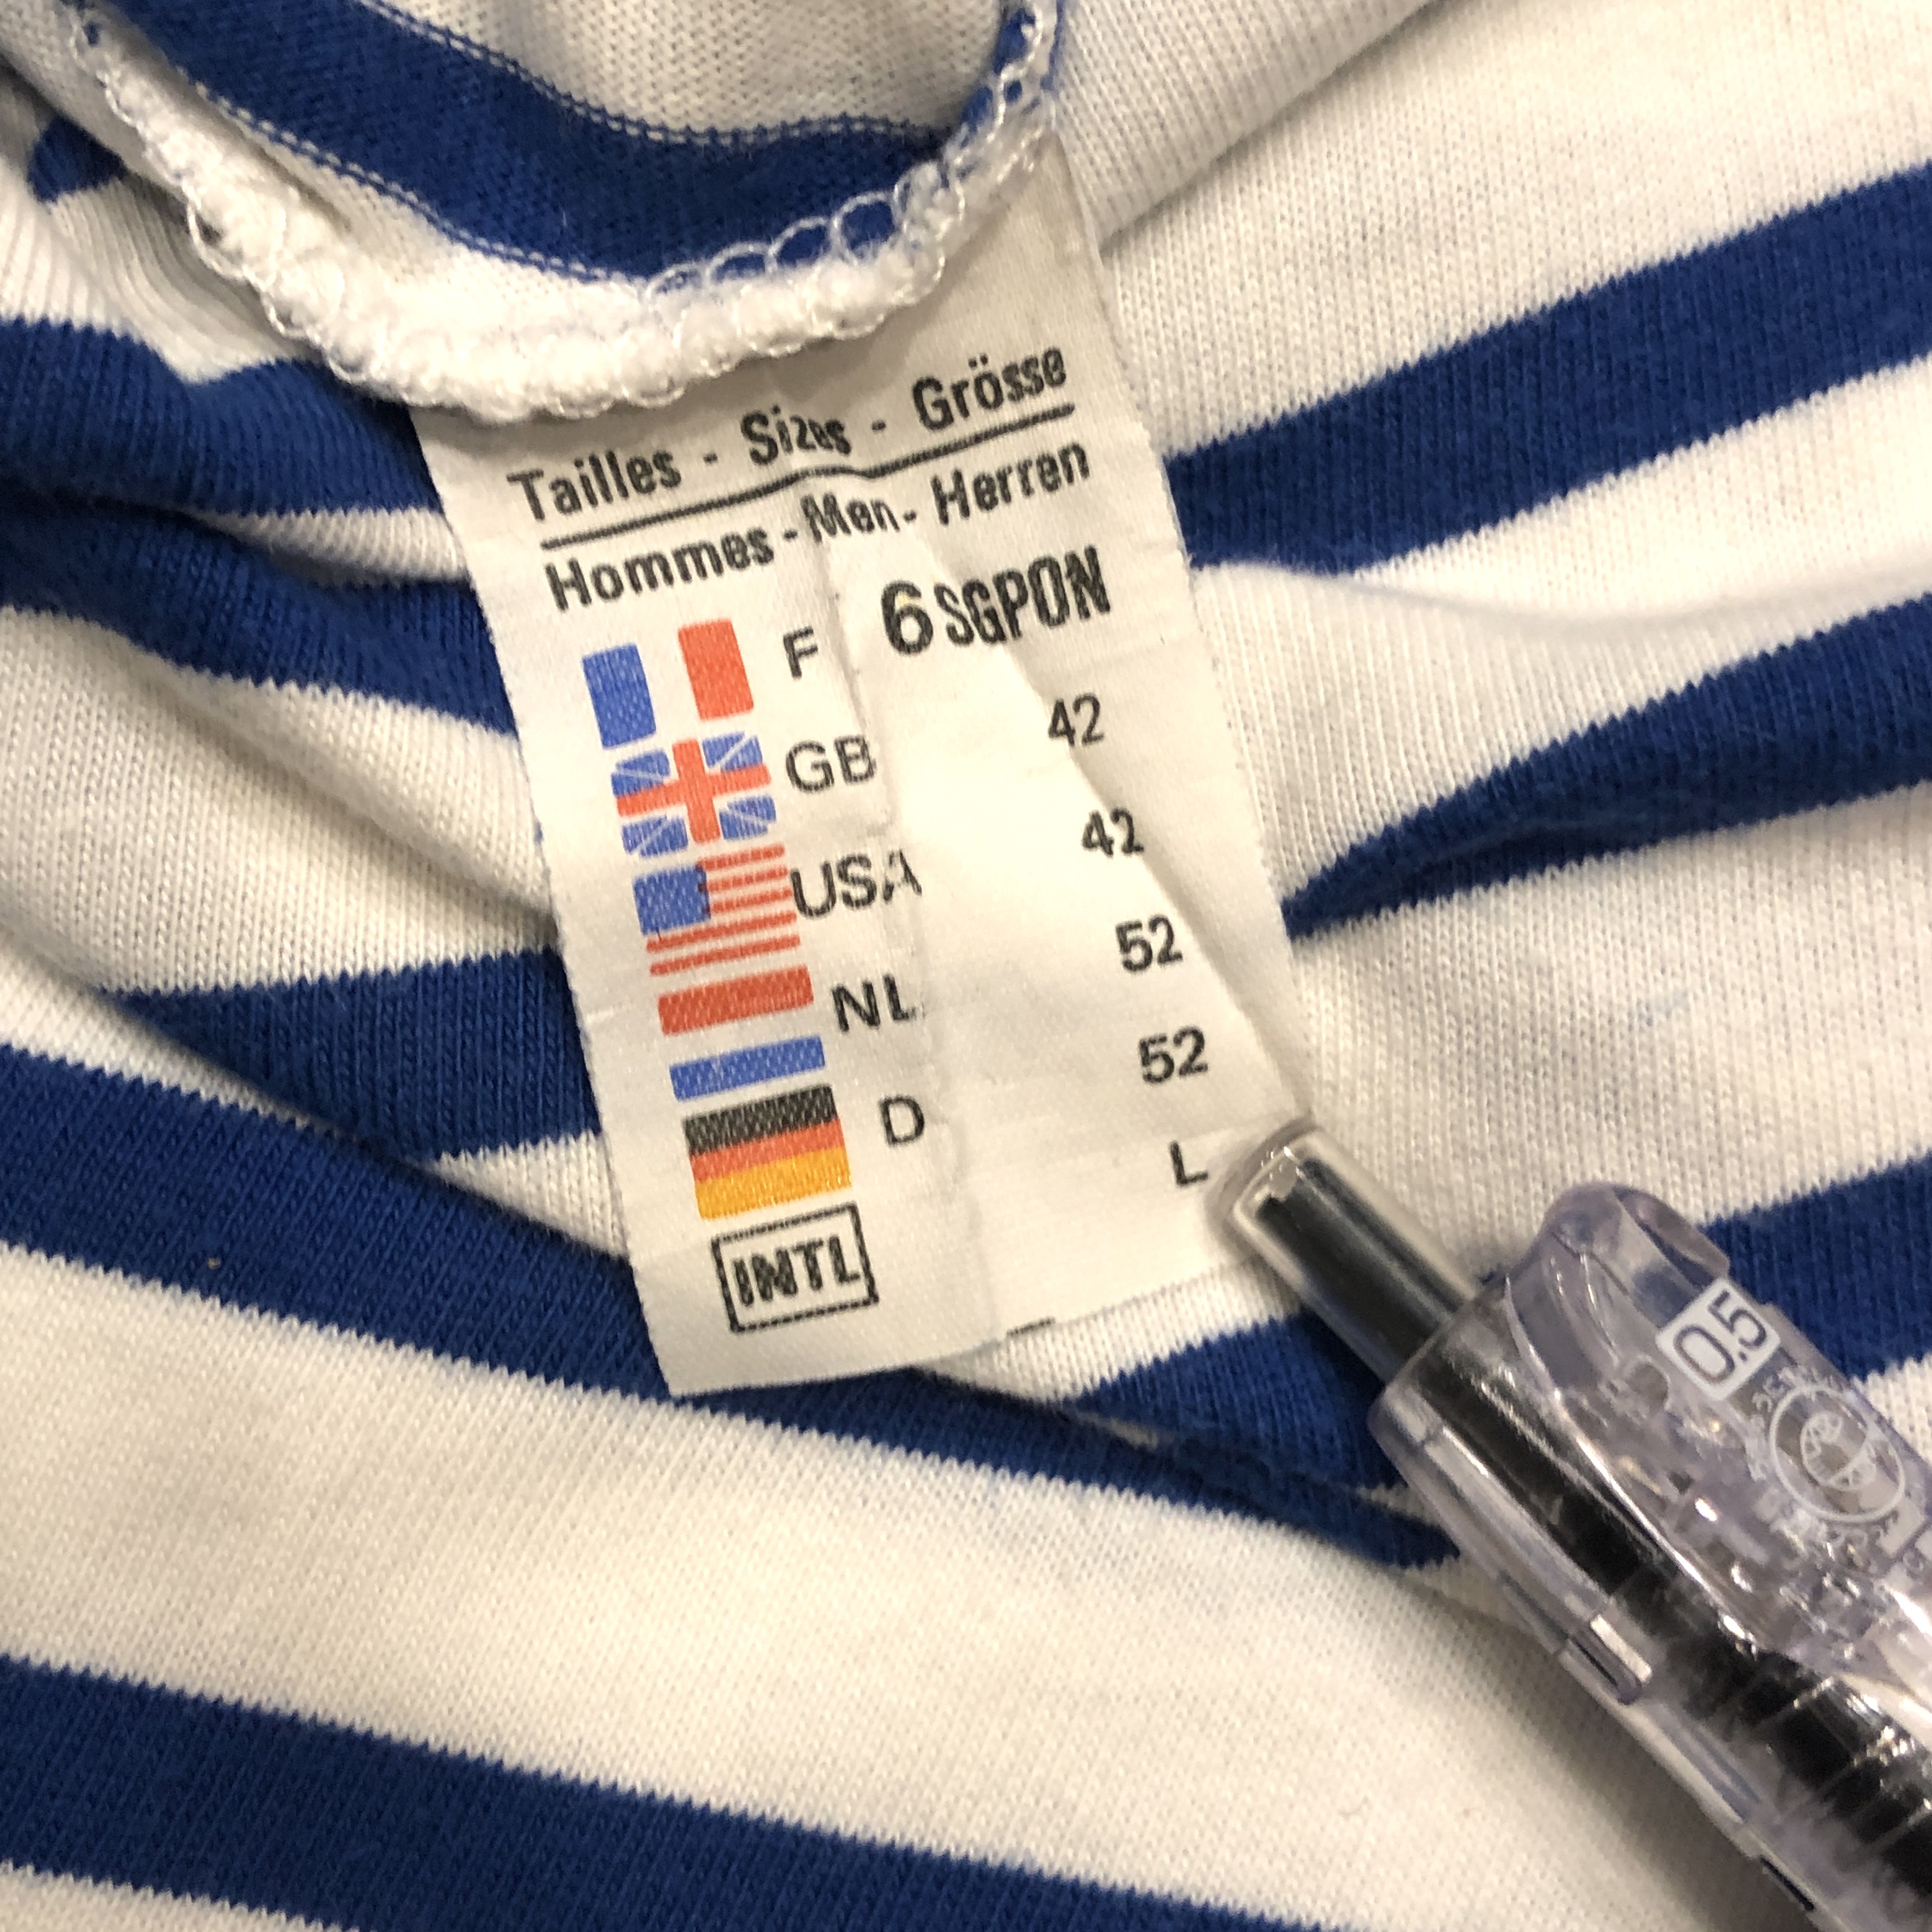 Tailles - Sizes - Grösse
Hommes - Men - Herren
F 6 SGPON
GB 42
USA 42
NL 52
D 52
INTL L
0.5